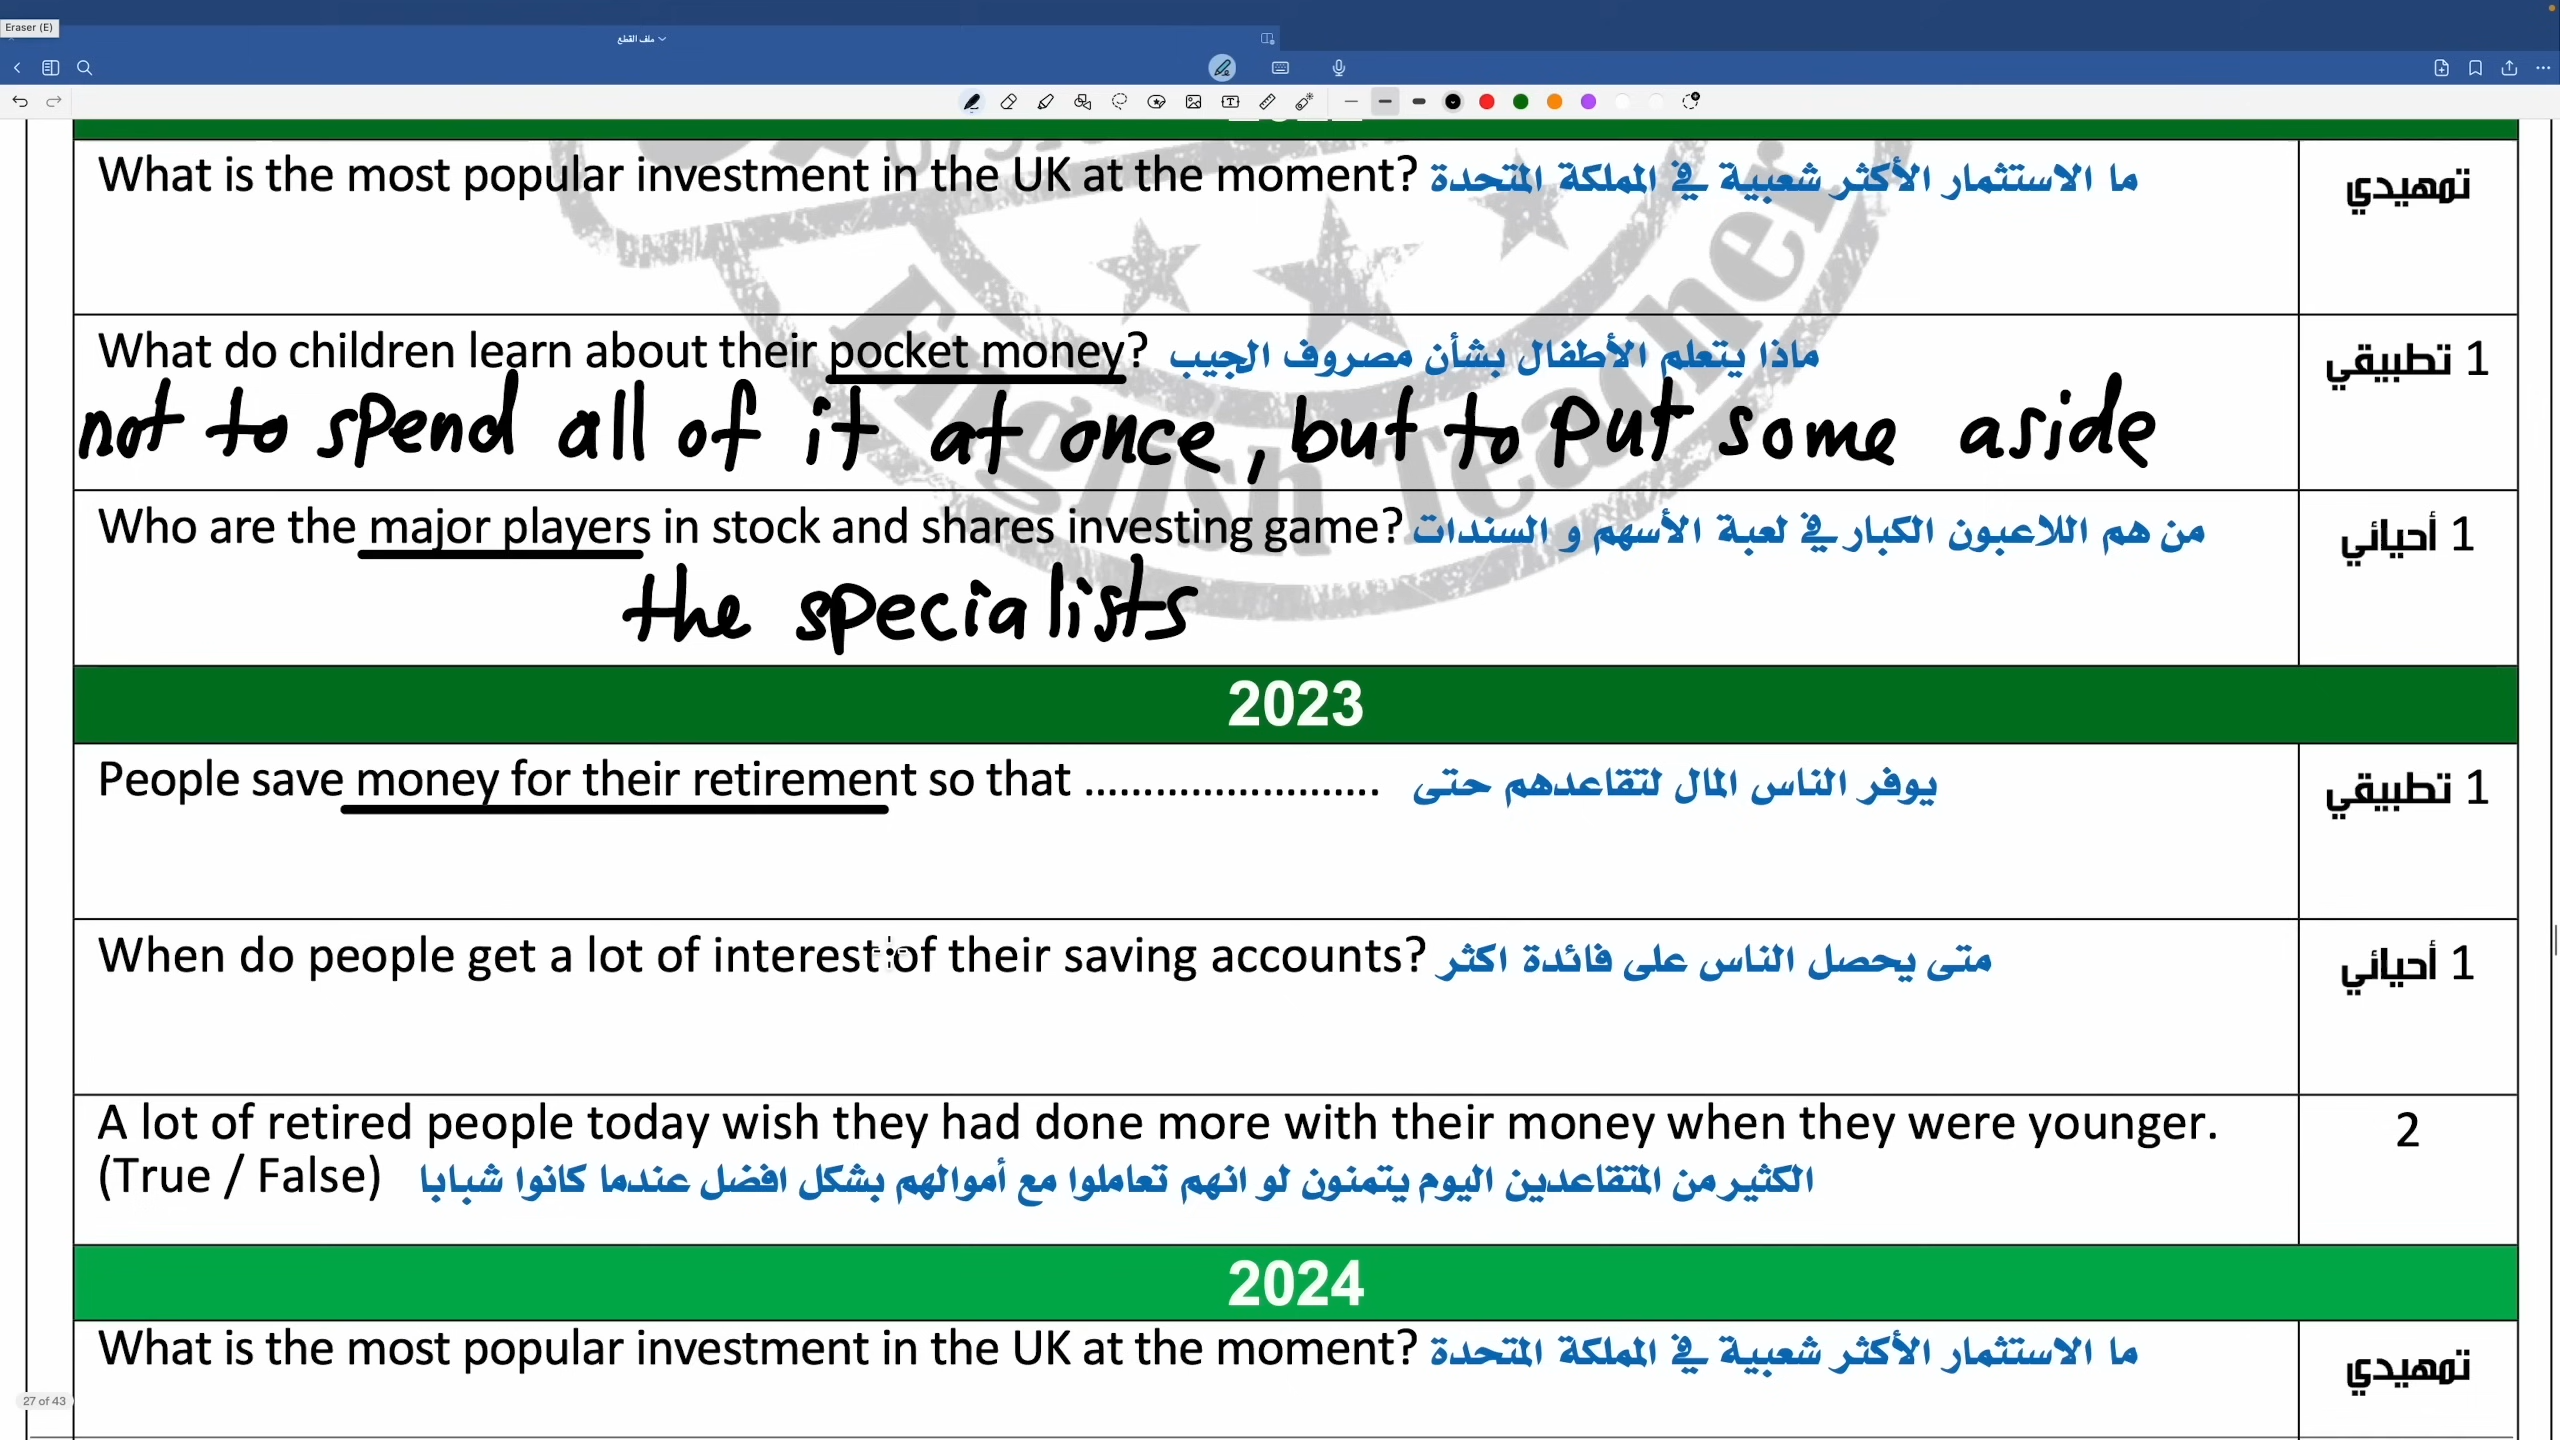 Eraser (E)
ملف القطع
What is the most popular investment in the UK at the moment? ما الاستثمار الأكثر شعبية في المملكة المتحدة
تمهيدي
What do children learn about their pocket money? ماذا يتعلم الأطفال بشأن مصروف الجيب
1 تطبيقي
not to spend all of it at once, but to put some aside
Who are the major players in stock and shares investing game? من هم اللاعبون الكبار في لعبة الأسهم و السندات
1 أحيائي
the specialists
English Teacher
2023
People save money for their retirement so that ......................... يوفر الناس المال لتقاعدهم حتى
1 تطبيقي
When do people get a lot of interest of their saving accounts? متى يحصل الناس على فائدة اكثر
1 أحيائي
A lot of retired people today wish they had done more with their money when they were younger.
2
(True / False) الكثير من المتقاعدين اليوم يتمنون لو انهم تعاملوا مع أموالهم بشكل افضل عندما كانوا شبابا
2024
What is the most popular investment in the UK at the moment? ما الاستثمار الأكثر شعبية في المملكة المتحدة
تمهيدي
27 of 43